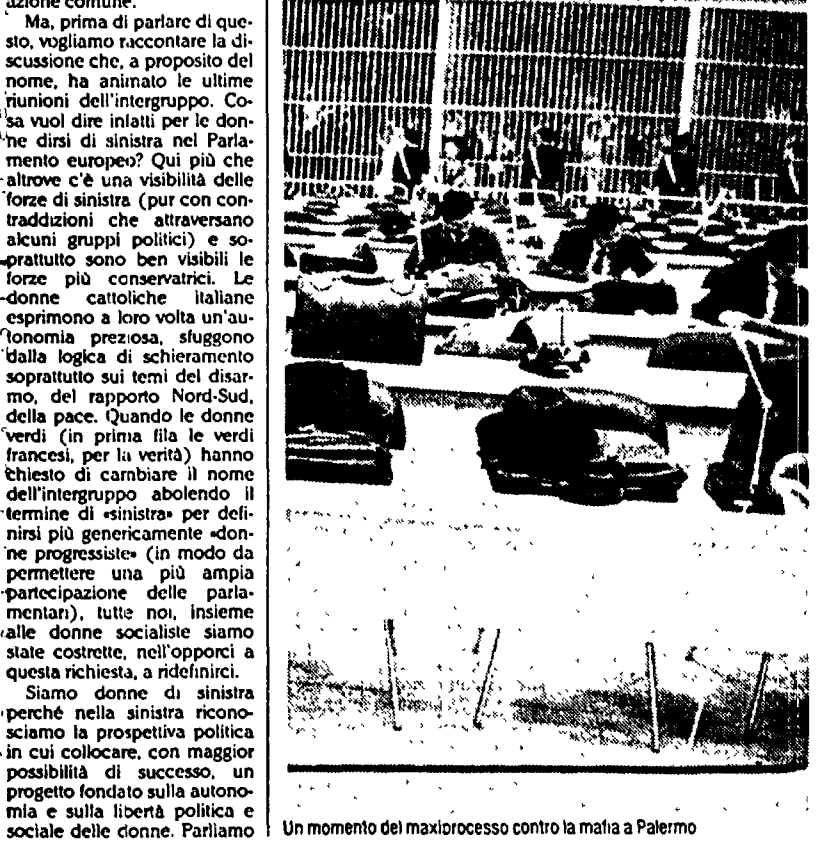 azione comune.
Ma, prima di parlare di que-
sto, vogliamo raccontare la di-
scussione che, a proposito del
nome, ha animato le ultime
riunioni dell'intergruppo. Co-
sa vuol dire infatti per le don-
ne dirsi di sinistra nel Parla-
mento europeo? Qui più che
altrove c'è una visibilità delle
forze di sinistra (pur con con-
traddizioni che attraversano
alcuni gruppi politici) e so-
prattutto sono ben visibili le
forze più conservatrici. Le
donne cattoliche italiane
esprimono a loro volta un'au-
tonomia preziosa, sfuggono
dalla logica di schieramento
soprattutto sui temi del disar-
mo, del rapporto Nord-Sud,
della pace. Quando le donne
verdi (in prima fila le verdi
francesi, per la verità) hanno
chiesto di cambiare il nome
dell'intergruppo abolendo il
termine di «sinistra» per defi-
nirsi più genericamente «don-
ne progressiste» (in modo da
permettere una più ampia
partecipazione delle parla-
mentari), tutte noi, insieme
alle donne socialiste siamo
state costrette, nell'opporci a
questa richiesta, a ridefinirci.
Siamo donne di sinistra
perché nella sinistra ricono-
sciamo la prospettiva politica
in cui collocare, con maggior
possibilità di successo, un
progetto fondato sulla autono-
mia e sulla libertà politica e
sociale delle donne. Parliamo
Un momento del maxiprocesso contro la mafia a Palermo